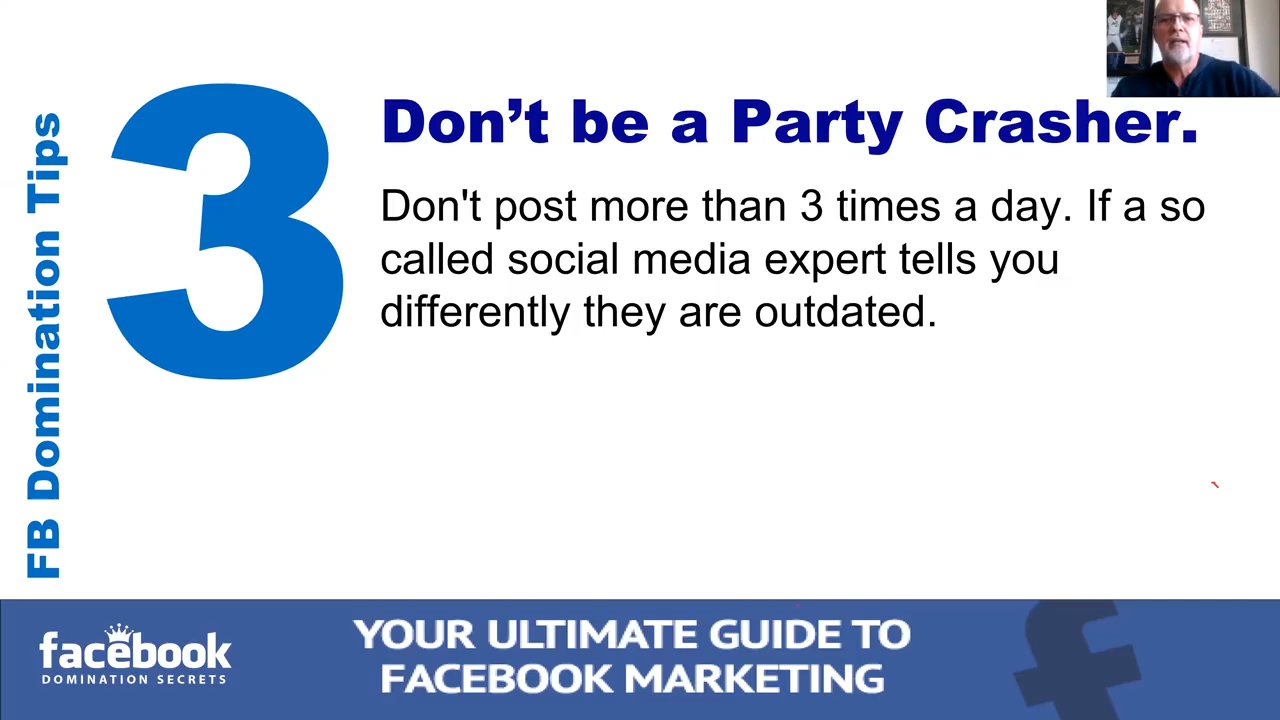 FB Domination Tips
3
Don’t be a Party Crasher.
Don't post more than 3 times a day. If a so
called social media expert tells you
differently they are outdated.
facebook
DOMINATION SECRETS
YOUR ULTIMATE GUIDE TO
FACEBOOK MARKETING